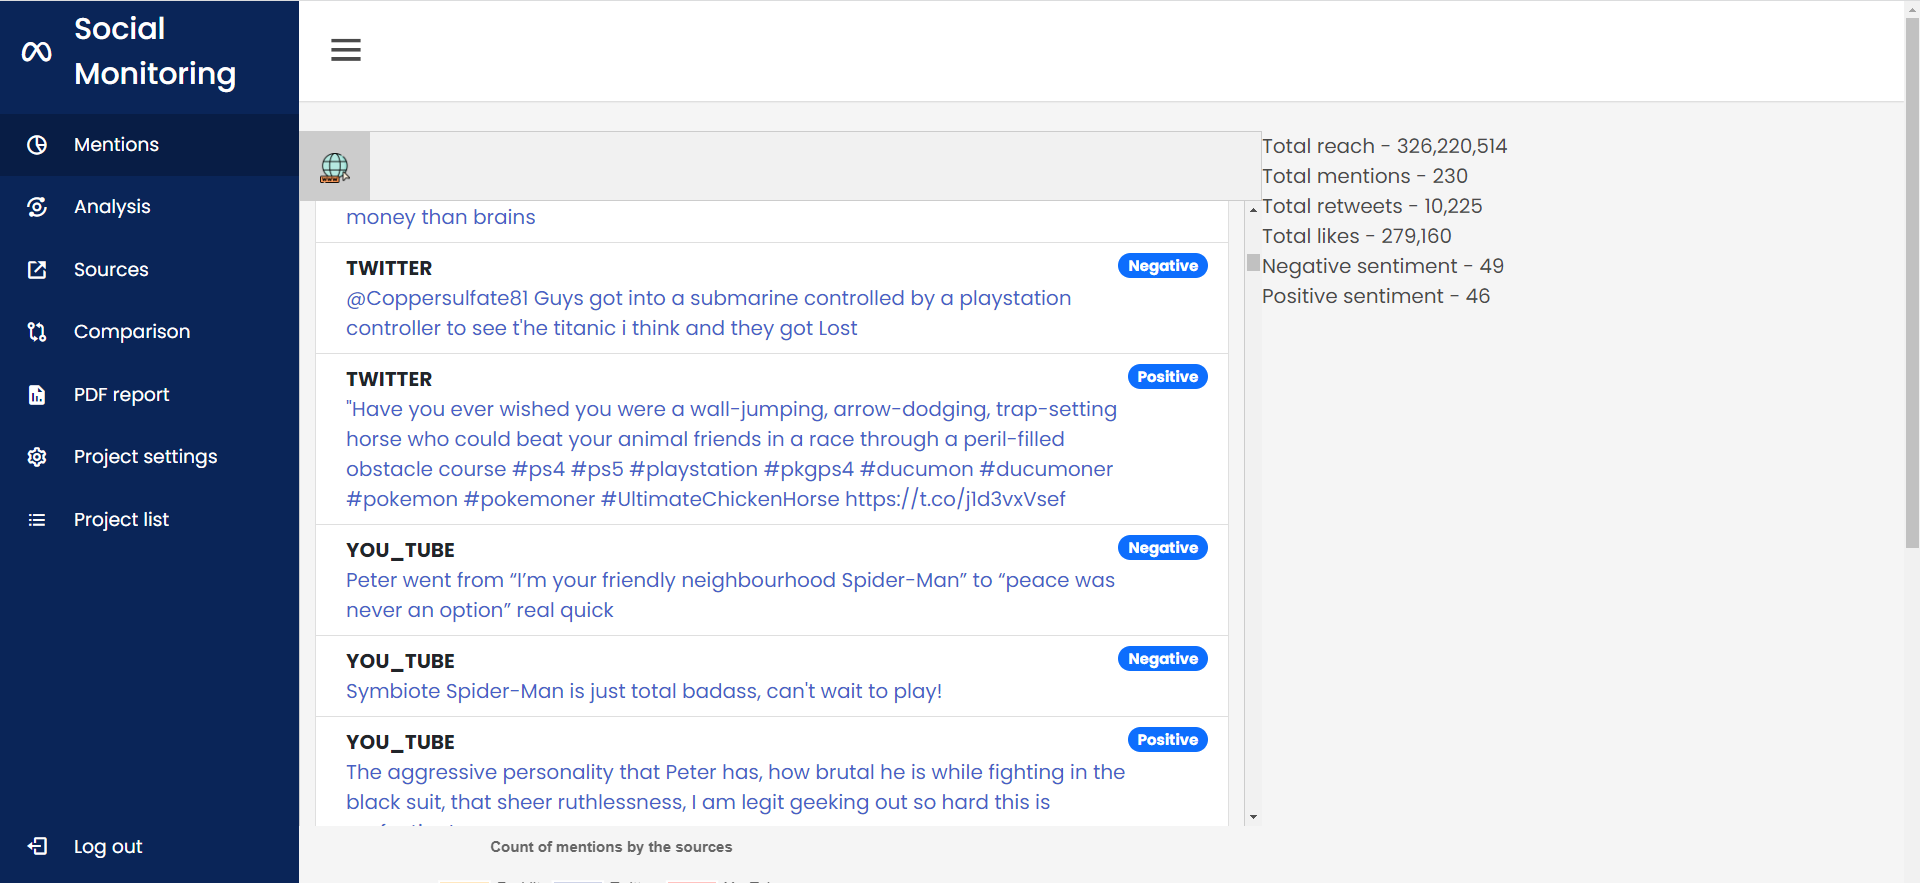 Social
Monitoring
Mentions
Analysis
Sources
Comparison
PDF report
Project settings
Project list
Log out
money than brains
TWITTER
Negative
@Coppersulfate81 Guys got into a submarine controlled by a playstation
controller to see t'he titanic i think and they got Lost
TWITTER
Positive
"Have you ever wished you were a wall-jumping, arrow-dodging, trap-setting
horse who could beat your animal friends in a race through a peril-filled
obstacle course #ps4 #ps5 #playstation #pkgps4 #ducumon #ducumoner
#pokemon #pokemoner #UltimateChickenHorse https://t.co/j1d3vxVsef
YOU_TUBE
Negative
Peter went from “I’m your friendly neighbourhood Spider-Man” to “peace was
never an option” real quick
YOU_TUBE
Negative
Symbiote Spider-Man is just total badass, can't wait to play!
YOU_TUBE
Positive
The aggressive personality that Peter has, how brutal he is while fighting in the
black suit, that sheer ruthlessness, I am legit geeking out so hard this is
Count of mentions by the sources
Total reach - 326,220,514
Total mentions - 230
Total retweets - 10,225
Total likes - 279,160
Negative sentiment - 49
Positive sentiment - 46